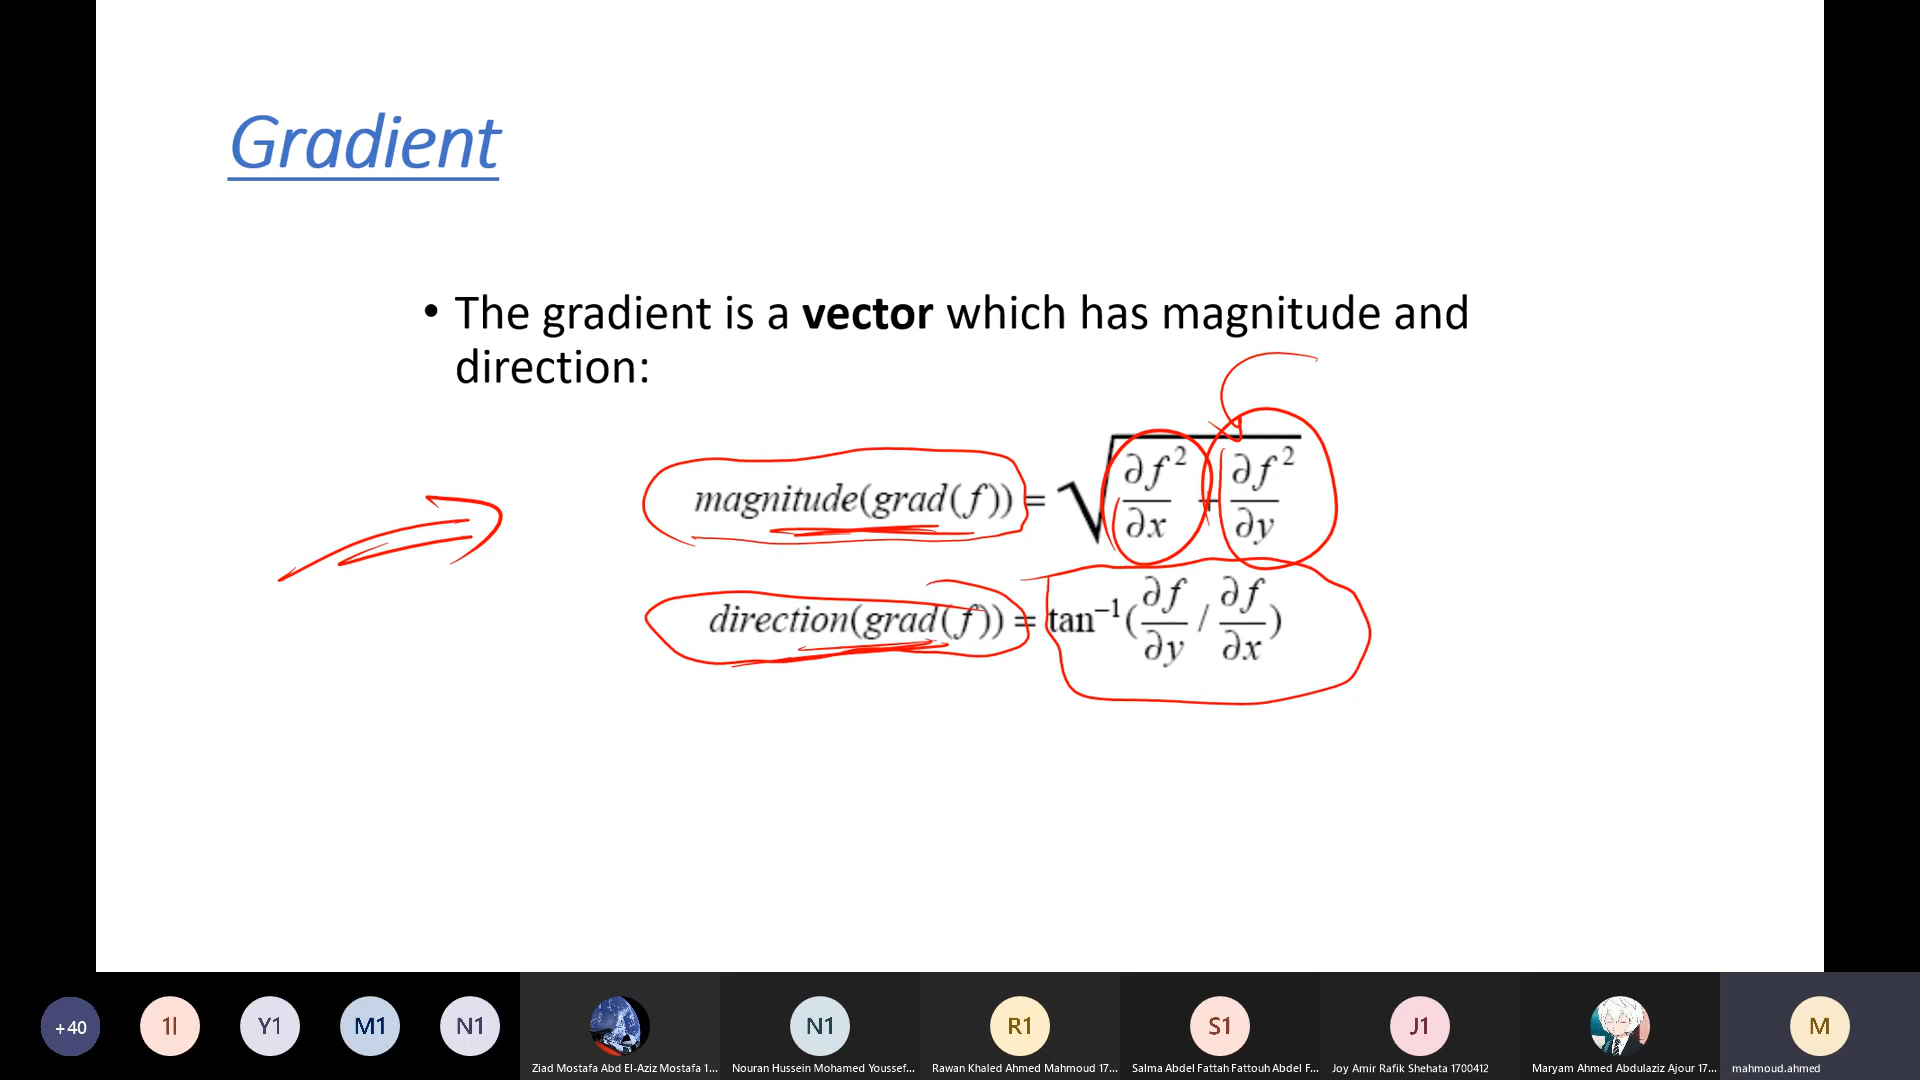 Gradient
• The gradient is a vector which has magnitude and
direction:
magnitude(grad(f)) = √(∂f²/∂x + ∂f²/∂y)
direction(grad(f)) = tan⁻¹(∂f/∂y / ∂f/∂x)
+40 1I Y1 M1 N1 N1 R1 S1 J1 M
Ziad Mostafa Abd El-Aziz Mostafa 1... Nouran Hussein Mohamed Youssef... Rawan Khaled Ahmed Mahmoud 17... Salma Abdel Fattah Fattouh Abdel F... Joy Amir Rafik Shehata 1700412 Maryam Ahmed Abdulaziz Ajour 17... mahmoud.ahmed